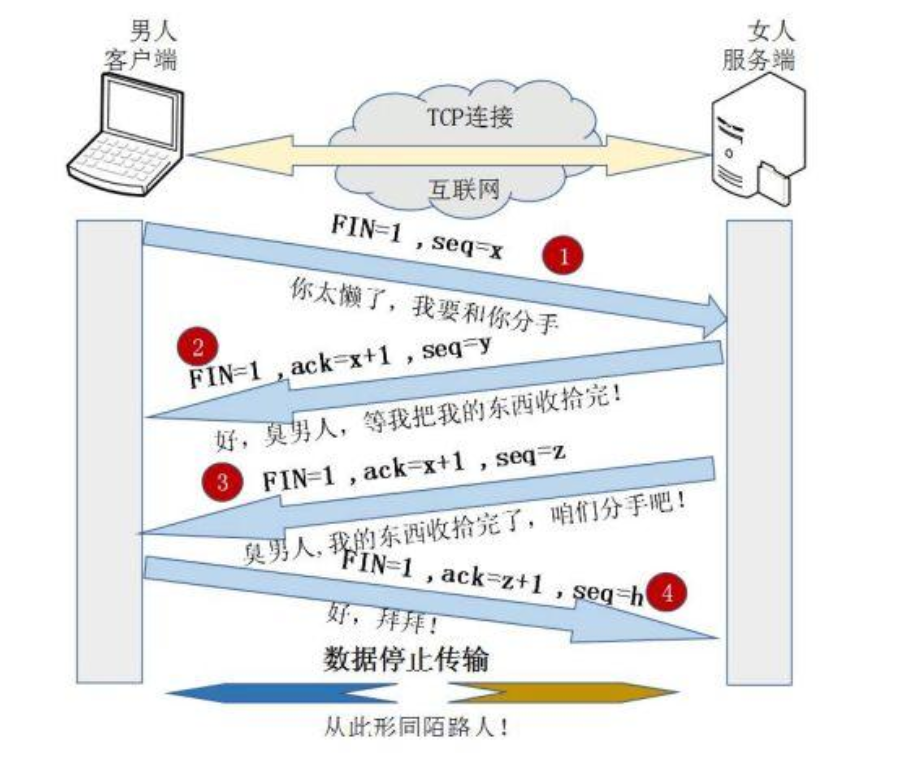 男人
客户端
女人
服务端
TCP连接
互联网
FIN=1 ,seq=x
1
你太懒了，我要和你分手
2
FIN=1 ,ack=x+1 ,seq=y
好，臭男人，等我把我的东西收拾完！
3
FIN=1 ,ack=x+1 ,seq=z
臭男人,我的东西收拾完了，咱们分手吧！
FIN=1 ,ack=z+1 ,seq=h
4
好，拜拜！
数据停止传输
从此形同陌路人！